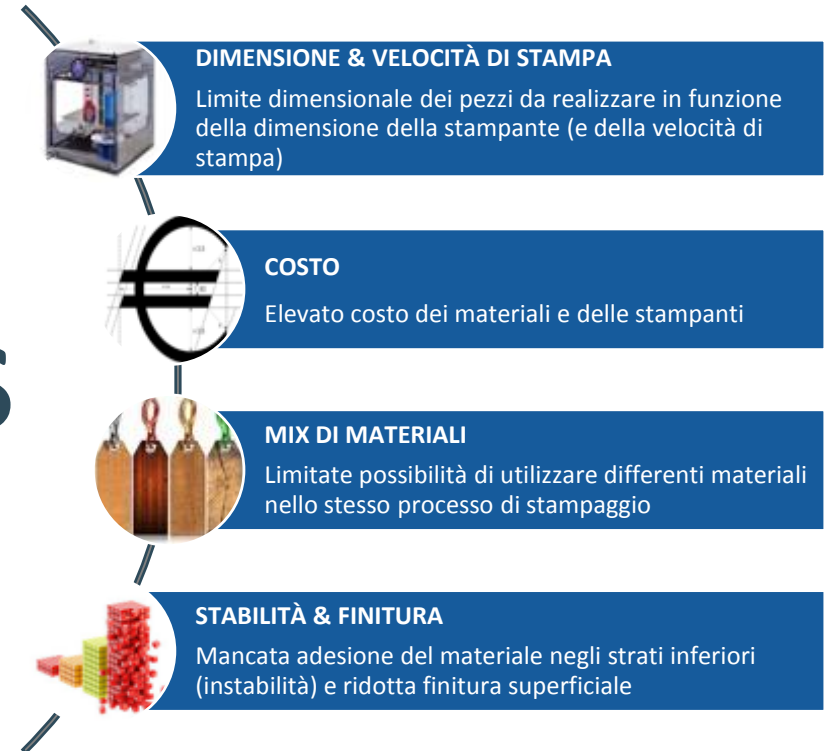 DIMENSIONE & VELOCITÀ DI STAMPA
Limite dimensionale dei pezzi da realizzare in funzione
della dimensione della stampante (e della velocità di
stampa)
COSTO
Elevato costo dei materiali e delle stampanti
S
MIX DI MATERIALI
Limitate possibilità di utilizzare differenti materiali
nello stesso processo di stampaggio
STABILITÀ & FINITURA
Mancata adesione del materiale negli strati inferiori
(instabilità) e ridotta finitura superficiale